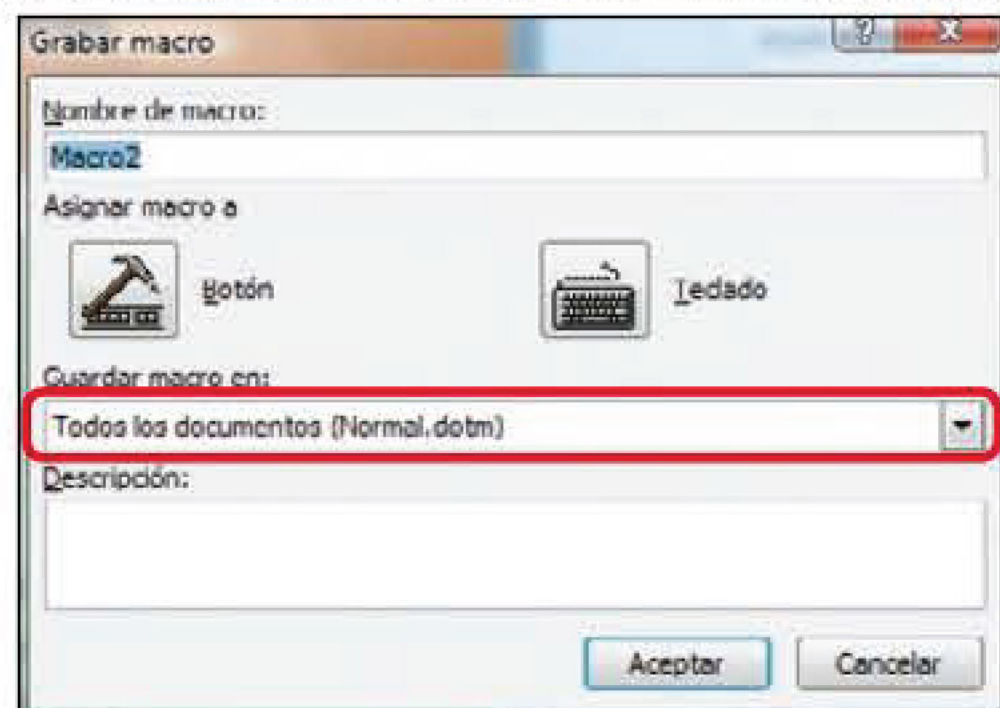 Grabar macro
Nombre de macro:
Macro2
Asignar macro a
Botón
Teclado
Guardar macro en:
Todos los documentos (Normal.dotm)
Descripción:
Aceptar
Cancelar